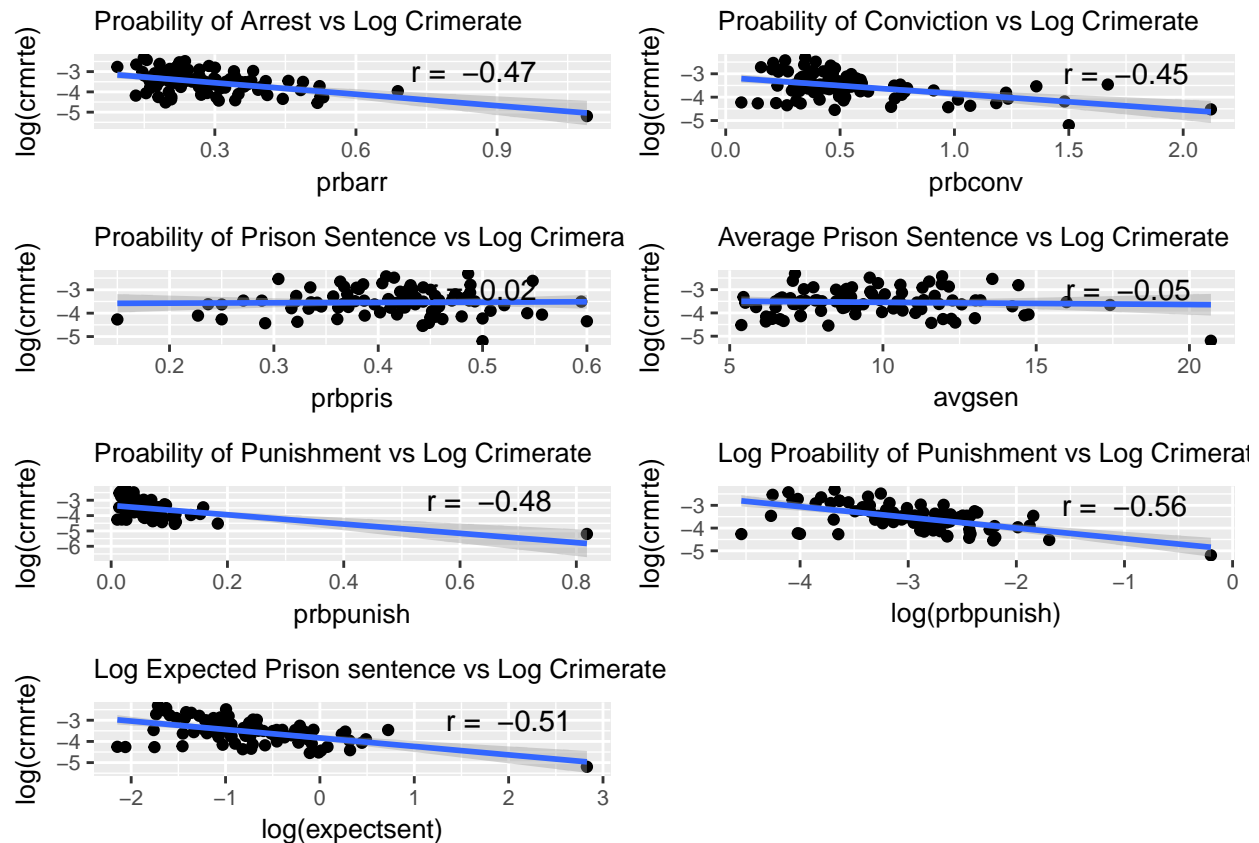 Proability of Arrest vs Log Crimerate
log(crmrte)
−3
−4
−5
r = −0.47
0.3 0.6 0.9
prbarr
Proability of Conviction vs Log Crimerate
log(crmrte)
−3
−4
−5
r = −0.45
0.0 0.5 1.0 1.5 2.0
prbconv
Proability of Prison Sentence vs Log Crimera
log(crmrte)
−3
−4
−5
r = 0.02
0.2 0.3 0.4 0.5 0.6
prbpris
Average Prison Sentence vs Log Crimerate
log(crmrte)
−3
−4
−5
r = −0.05
5 10 15 20
avgsen
Proability of Punishment vs Log Crimerate
log(crmrte)
−3
−4
−5
−6
r = −0.48
0.0 0.2 0.4 0.6 0.8
prbpunish
Log Proability of Punishment vs Log Crimerat
log(crmrte)
−3
−4
−5
r = −0.56
−4 −3 −2 −1 0
log(prbpunish)
Log Expected Prison sentence vs Log Crimerate
log(crmrte)
−3
−4
−5
r = −0.51
−2 −1 0 1 2 3
log(expectsent)